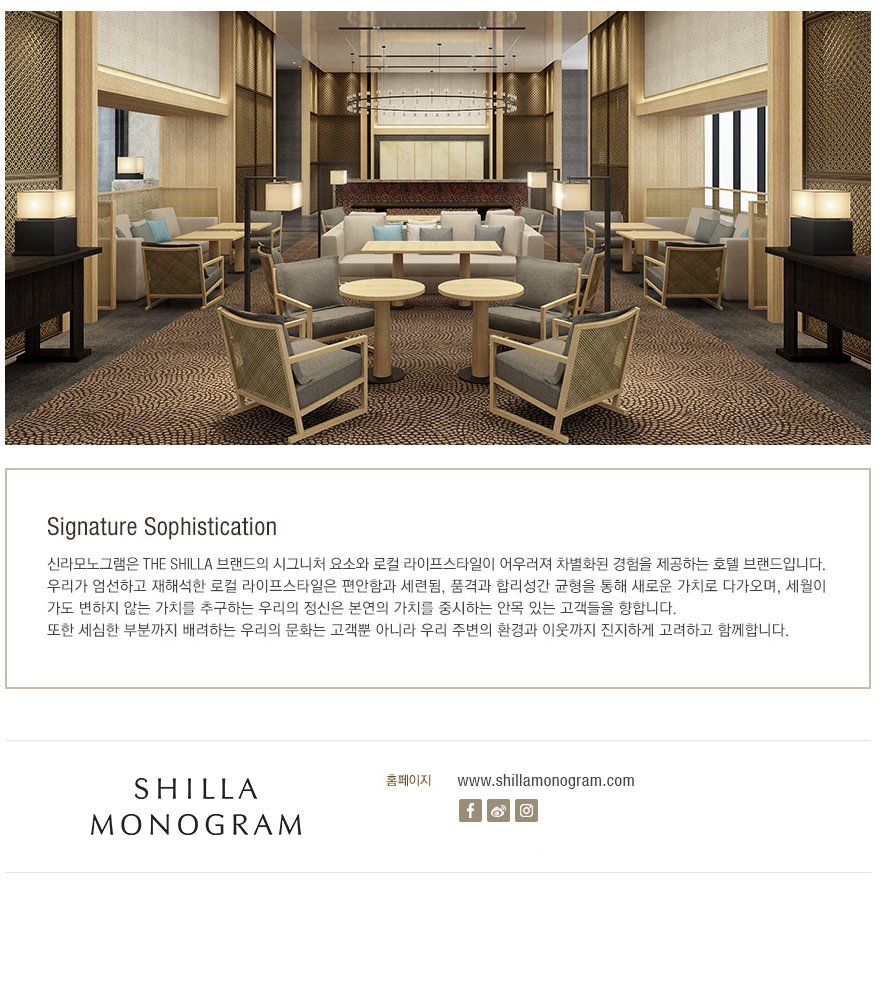 Signature Sophistication
신라모노그램은 THE SHILLA 브랜드의 시그니처 요소와 로컬 라이프스타일이 어우러져 차별화된 경험을 제공하는 호텔 브랜드입니다.
우리가 엄선하고 재해석한 로컬 라이프스타일은 편안함과 세련됨, 품격과 합리성간 균형을 통해 새로운 가치로 다가오며, 세월이
가도 변하지 않는 가치를 추구하는 우리의 정신은 본연의 가치를 중시하는 안목 있는 고객들을 향합니다.
또한 세심한 부분까지 배려하는 우리의 문화는 고객뿐 아니라 우리 주변의 환경과 이웃까지 진지하게 고려하고 함께합니다.
SHILLA
MONOGRAM
홈페이지 www.shillamonogram.com